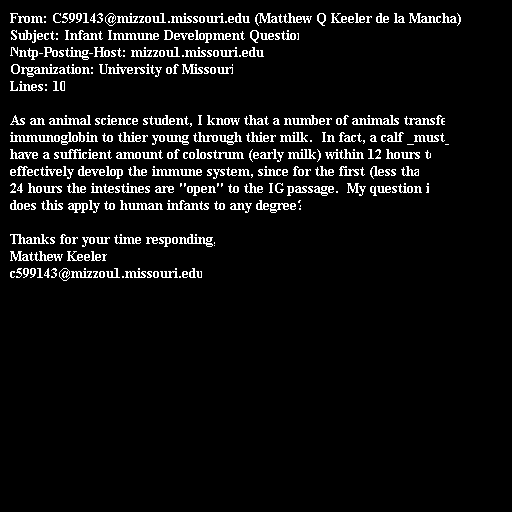 From: C599143@mizzou1.missouri.edu (Matthew Q Keeler de la Mancha)
Subject: Infant Immune Development Question
Nntp-Posting-Host: mizzou1.missouri.edu
Organization: University of Missouri
Lines: 10

As an animal science student, I know that a number of animals transfe
immunoglobin to thier young through thier milk.  In fact, a calf _must_
have a sufficient amount of colostrum (early milk) within 12 hours t
effectively develop the immune system, since for the first (less tha
24 hours the intestines are "open" to the IG passage.  My question i
does this apply to human infants to any degree?

Thanks for your time responding,
Matthew Keeler
c599143@mizzou1.missouri.edu